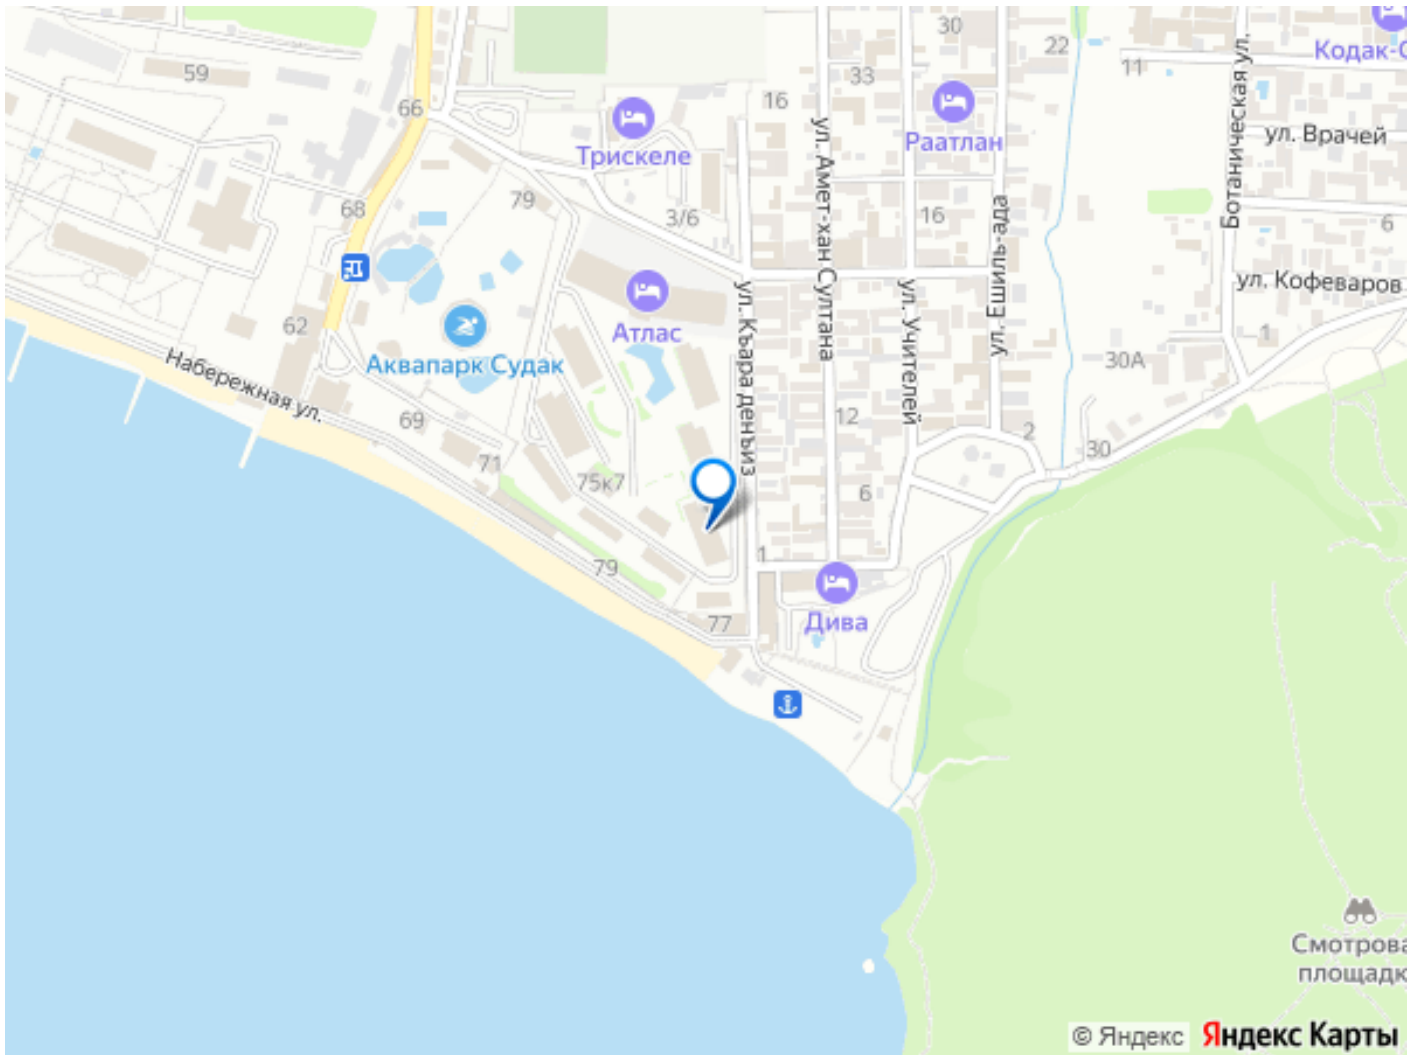 30
22
Кодак-С
59
33
11
66
16
ул. Врачей
Трискеле
Раатлан
Ботаническая ул.
ул. Амет-хан Султана
79
68
3/6
16
6
ул. Ешиль-ада
ул. Кофеваров
62
Атлас
ул. Къараденъиз
ул. Учителей
1
Набережная ул.
Аквапарк Судак
30А
69
12
2
30
71
75к7
6
1
79
77
Дива
Смотрова
площадк
© Яндекс
Яндекс Карты